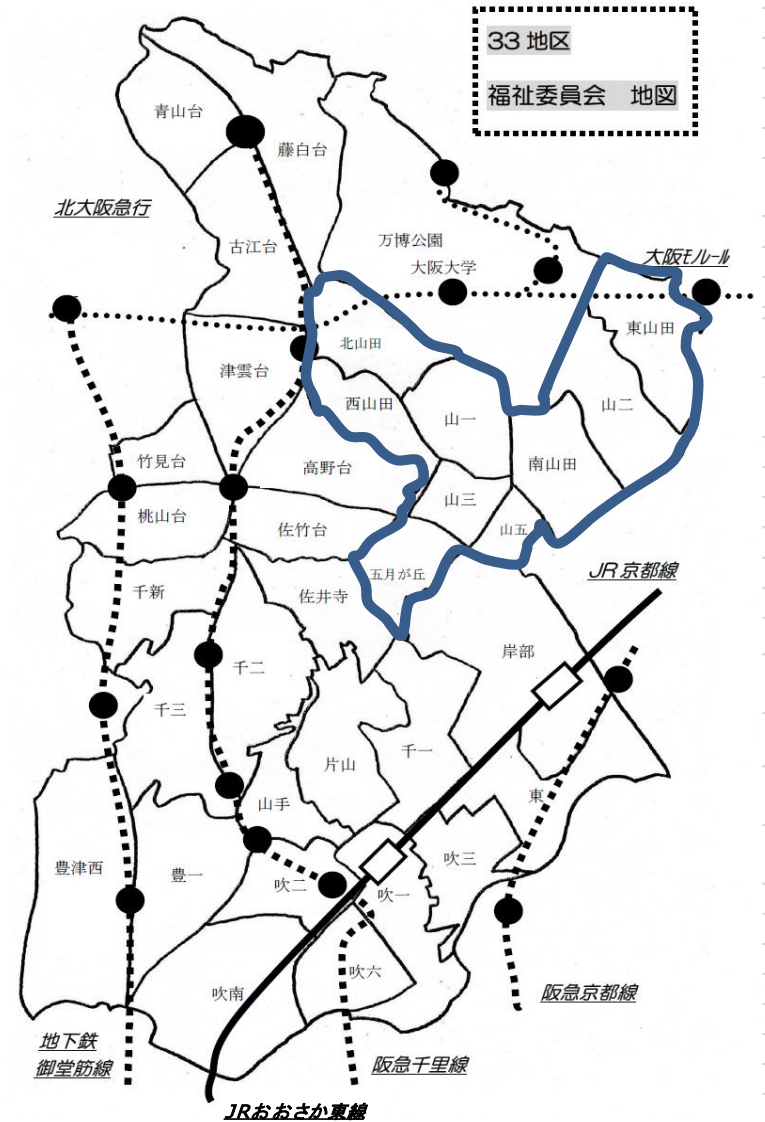 33 地区
福祉委員会　地図
青山台
藤白台
北大阪急行
古江台
万博公園
大阪大学
大阪ﾓﾉﾚｰﾙ
東山田
北山田
津雲台
西山田
山一
山二
竹見台
高野台
南山田
山三
桃山台
佐竹台
山五
五月が丘
JR 京都線
千新
佐井寺
岸部
千二
千三
千一
片山
東
山手
豊津西
豊一
吹二
吹三
吹一
吹南
吹六
阪急京都線
地下鉄
御堂筋線
阪急千里線
JRおおさか東線